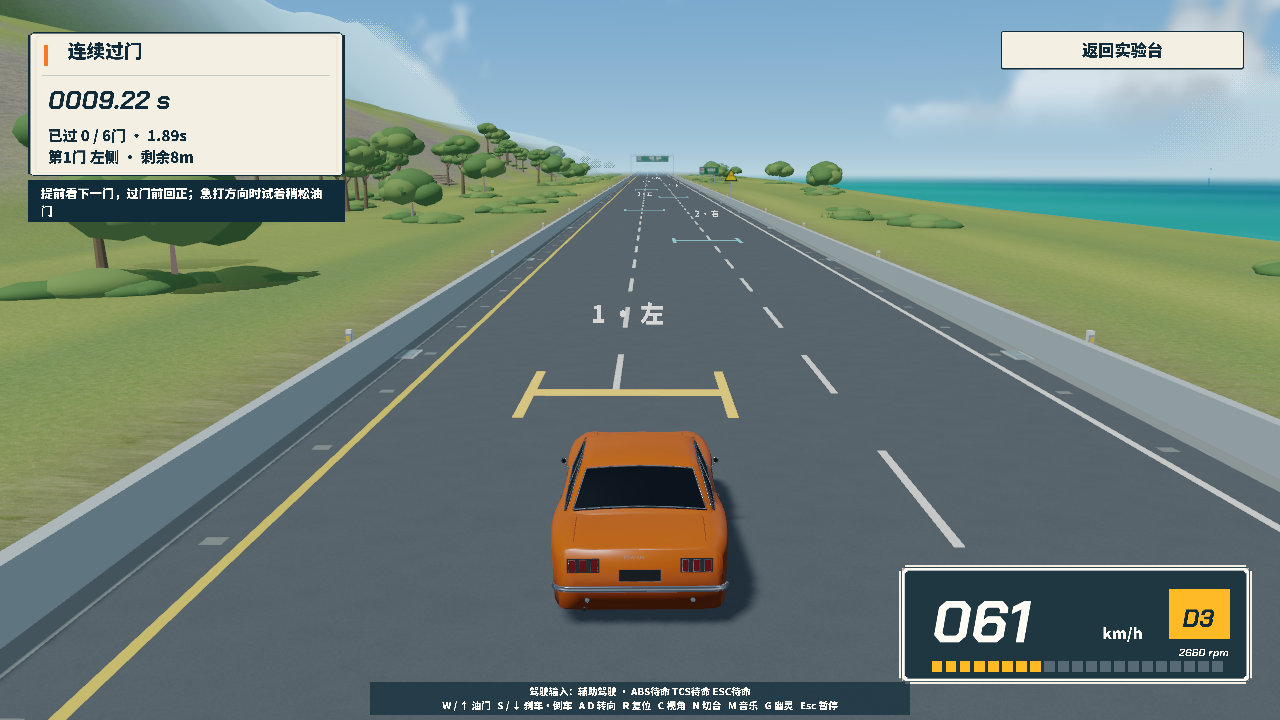 连续过门
返回实验台
0009.22 s
已过 0 / 6门 · 1.89s
第1门 左侧 · 剩余8m
提前看下一门，过门前回正；急打方向时试着稍松油
门
2 · 右
1 · 左
061 km/h D3
2660 rpm
驾驶输入：辅助驾驶 · ABS待命 TCS待命 ESC待命
W / ↑ 油门 S / ↓ 刹车·倒车 A D 转向 R 复位 C 视角 N 切台 M 音乐 G 幽灵 Esc 暂停